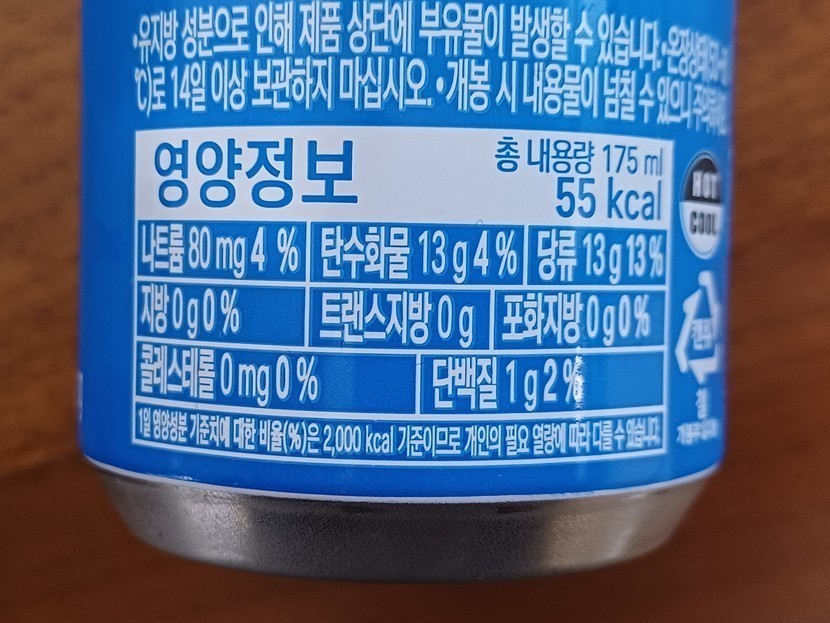 •유지방 성분으로 인해 제품 상단에 부유물이 발생할 수 있습니다.•온장상태
℃)로 14일 이상 보관하지 마십시오.•개봉 시 내용물이 넘칠 수 있으니
영양정보
총 내용량 175 ml
55 kcal
나트륨 80 mg 4 % 탄수화물 13 g 4 % 당류 13 g 13 %
지방 0 g 0 % 트랜스지방 0 g 포화지방 0 g 0 %
콜레스테롤 0 mg 0 % 단백질 1 g 2 %
1일 영양성분 기준치에 대한 비율(%)은 2,000 kcal 기준이므로 개인의 필요 열량에 따라 다를 수 있습니다.
HOT
COOL
캔류